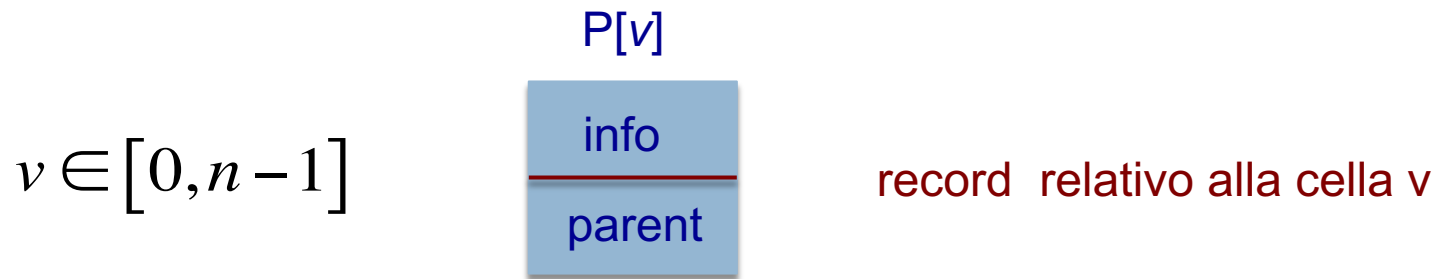 P[v]
v ∈ [0, n − 1]
info
parent
record relativo alla cella v